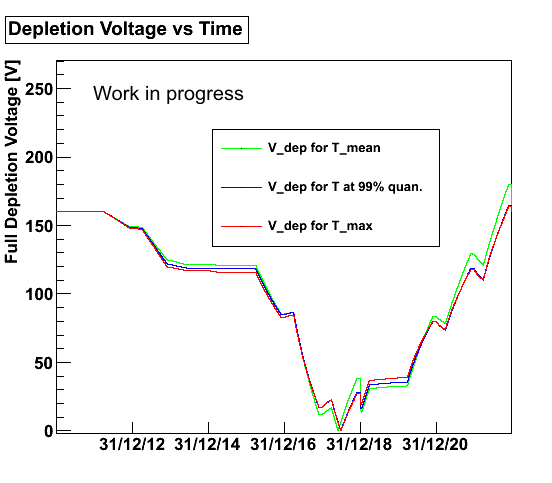 Depletion Voltage vs Time
Full Depletion Voltage [V]
Work in progress
V_dep for T_mean
V_dep for T at 99% quan.
V_dep for T_max
250
200
150
100
50
0
31/12/12 31/12/14 31/12/16 31/12/18 31/12/20